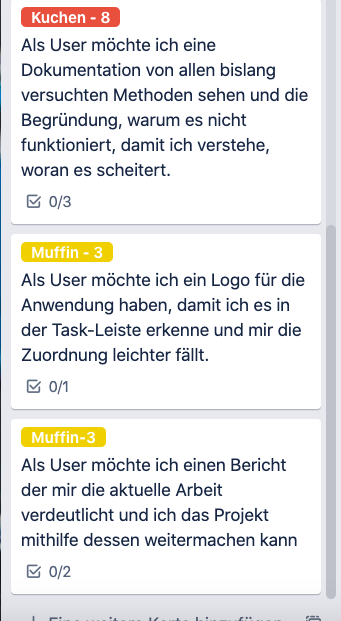 Kuchen - 8
Als User möchte ich eine
Dokumentation von allen bislang
versuchten Methoden sehen und die
Begründung, warum es nicht
funktioniert, damit ich verstehe,
woran es scheitert.
0/3
Muffin - 3
Als User möchte ich ein Logo für die
Anwendung haben, damit ich es in
der Task-Leiste erkenne und mir die
Zuordnung leichter fällt.
0/1
Muffin-3
Als User möchte ich einen Bericht
der mir die aktuelle Arbeit
verdeutlicht und ich das Projekt
mithilfe dessen weitermachen kann
0/2
Eine weitere Karte hinzufügen